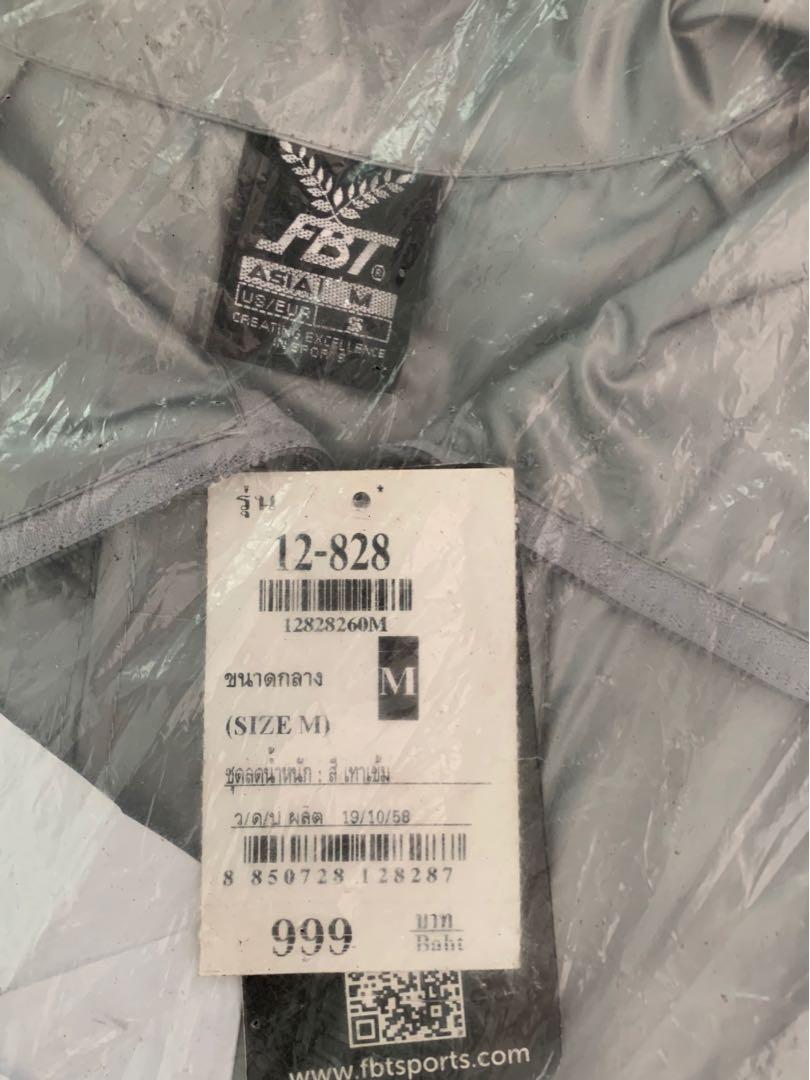 FBT®
ASIA M
US/EUR S
CREATING EXCELLENCE
IN SPORTS
รุ่น
12-828
12828260M
ขนาดกลาง M
(SIZE M)
ชุดลดน้ำหนัก : สี เทาเข้ม
ว/ด/ป ผลิต 19/10/58
8 850728 128287
999 บาท
Baht
www.fbtsports.com